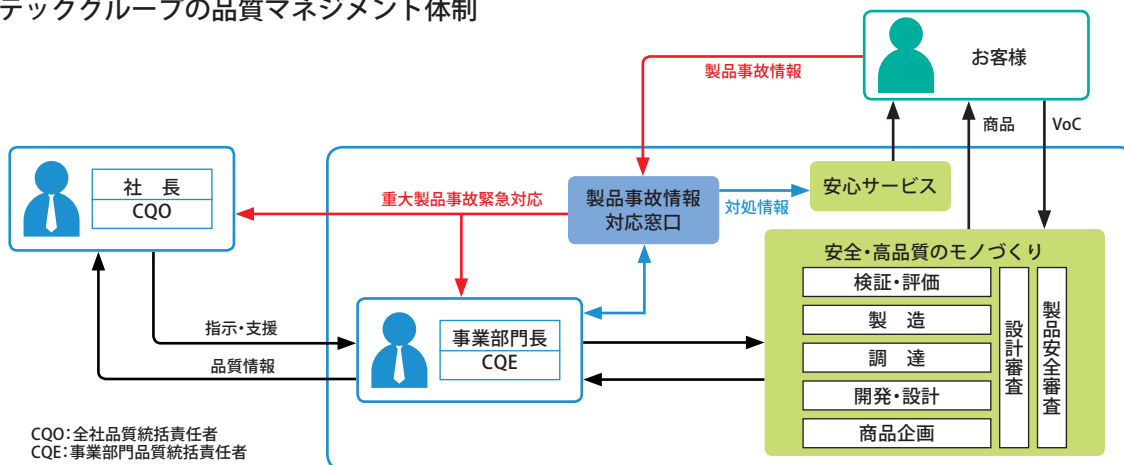 テックグループの品質マネジメント体制
お客様
製品事故情報
商品
VoC
社 長
CQO
重大製品事故緊急対応
製品事故情報
対応窓口
対処情報
安心サービス
安全・高品質のモノづくり
検証・評価
製 造
調 達
開発・設計
商品企画
設計審査
製品安全審査
指示・支援
品質情報
事業部門長
CQE
CQO:全社品質統括責任者
CQE:事業部門品質統括責任者